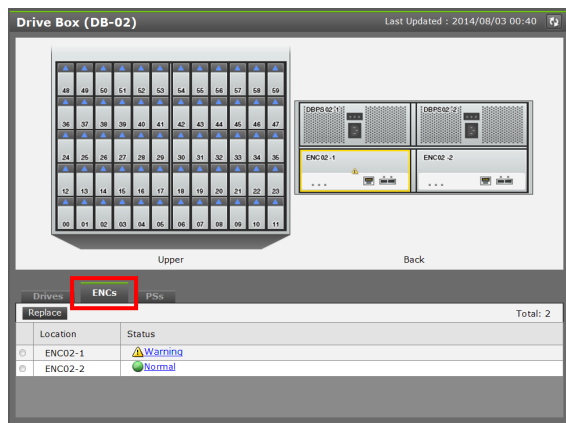 Drive Box (DB-02)
Last Updated : 2014/08/03 00:40
48 49 50 51 52 53 54 55 56 57 58 59
36 37 38 39 40 41 42 43 44 45 46 47
24 25 26 27 28 29 30 31 32 33 34 35
12 13 14 15 16 17 18 19 20 21 22 23
00 01 02 03 04 05 06 07 08 09 10 11
DBPS02-1 DBPS02-2
ENC02-1 ENC02-2
Upper
Back
Drives ENCs PSs
Replace
Total: 2
Location Status
ENC02-1 Warning
ENC02-2 Normal